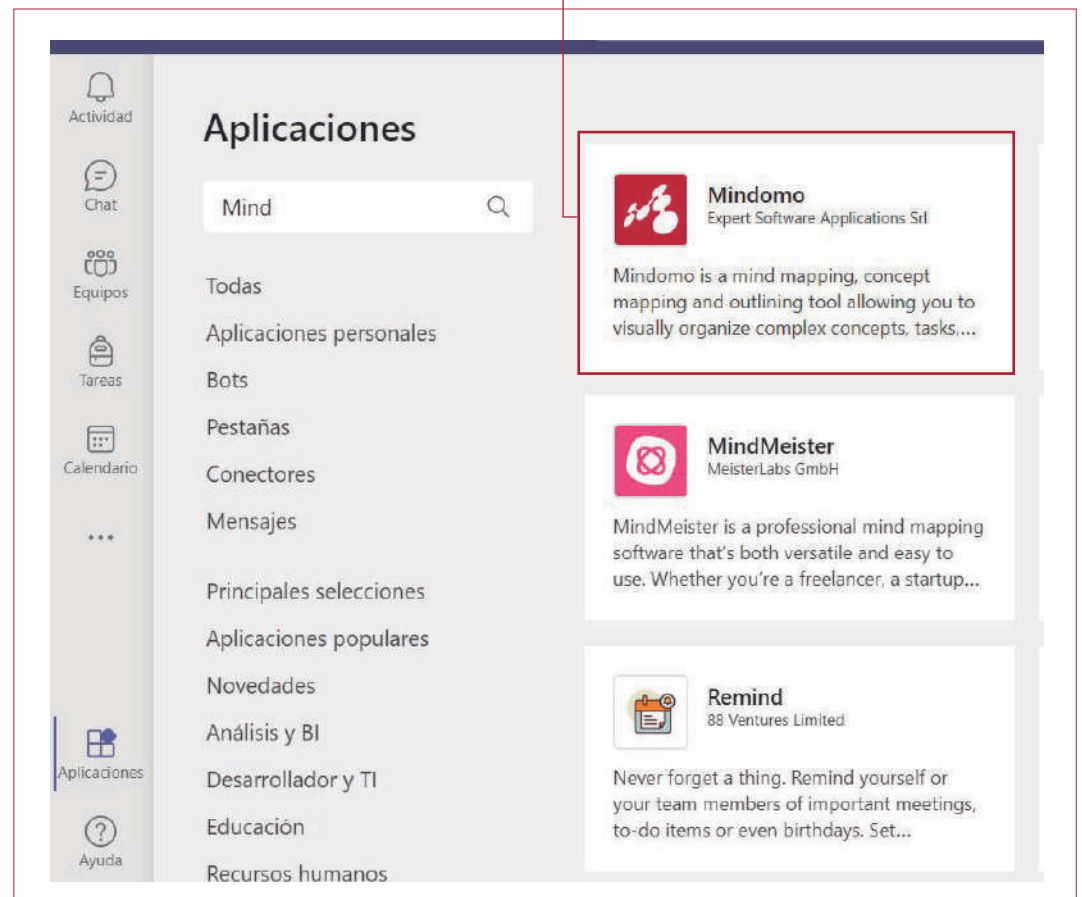 Actividad
Chat
Equipos
Tareas
Calendario
Aplicaciones
Ayuda
Aplicaciones
Mind
Todas
Aplicaciones personales
Bots
Pestañas
Conectores
Mensajes
Principales selecciones
Aplicaciones populares
Novedades
Análisis y BI
Desarrollador y TI
Educación
Recursos humanos
Mindomo
Expert Software Applications Srl
Mindomo is a mind mapping, concept
mapping and outlining tool allowing you to
visually organize complex concepts, tasks,...
MindMeister
MeisterLabs GmbH
MindMeister is a professional mind mapping
software that's both versatile and easy to
use. Whether you're a freelancer, a startup...
Remind
88 Ventures Limited
Never forget a thing. Remind yourself or
your team members of important meetings,
to-do items or even birthdays. Set...